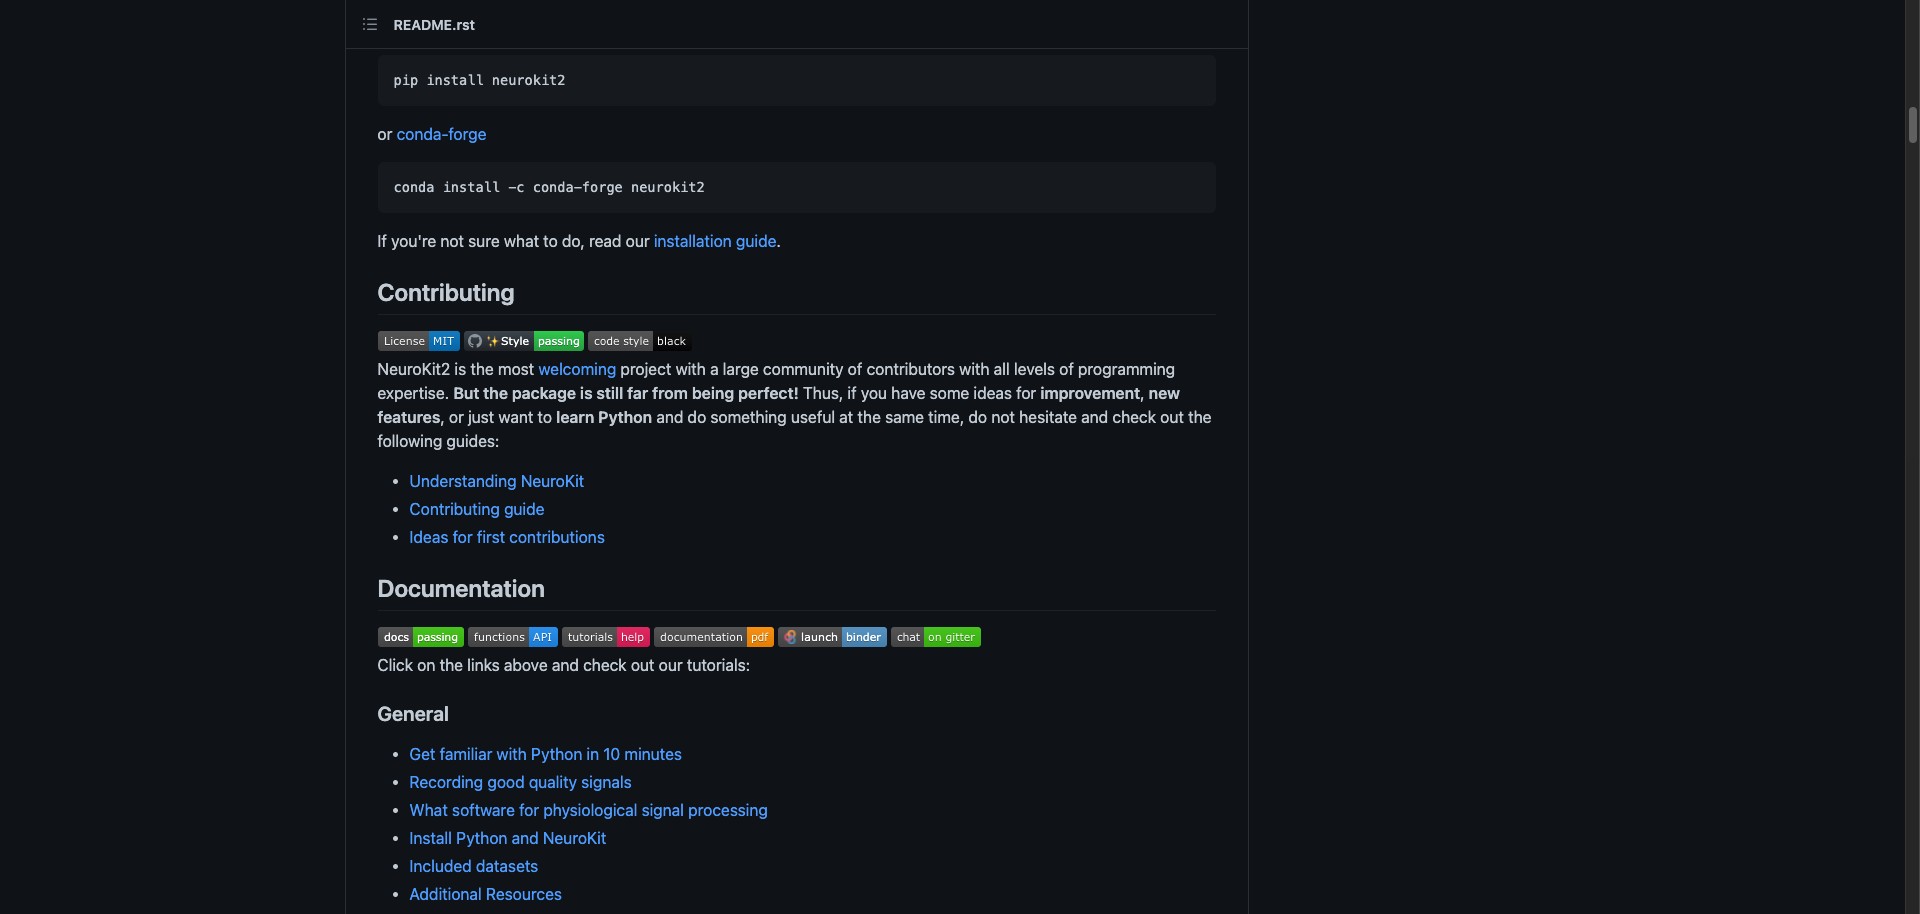 README.rst
pip install neurokit2
or conda-forge
conda install -c conda-forge neurokit2
If you're not sure what to do, read our installation guide.
Contributing
License MIT ✨Style passing code style black
NeuroKit2 is the most welcoming project with a large community of contributors with all levels of programming
expertise. But the package is still far from being perfect! Thus, if you have some ideas for improvement, new
features, or just want to learn Python and do something useful at the same time, do not hesitate and check out the
following guides:
• Understanding NeuroKit
• Contributing guide
• Ideas for first contributions
Documentation
docs passing functions API tutorials help documentation pdf launch binder chat on gitter
Click on the links above and check out our tutorials:
General
• Get familiar with Python in 10 minutes
• Recording good quality signals
• What software for physiological signal processing
• Install Python and NeuroKit
• Included datasets
• Additional Resources